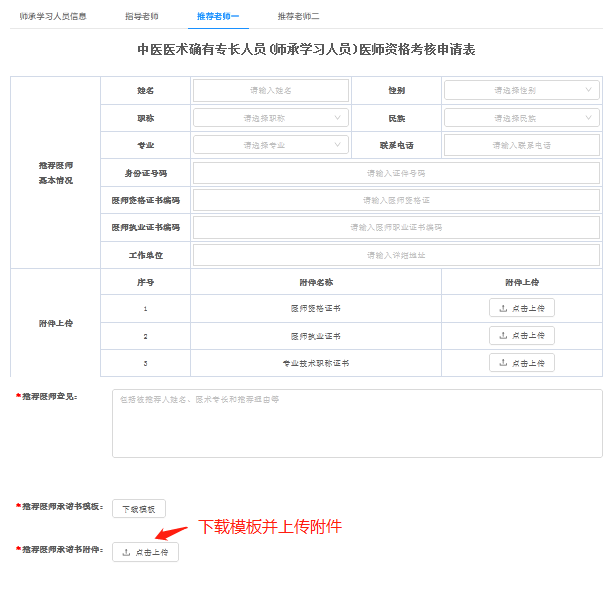 师承学习人员信息 指导老师 推荐老师一 推荐老师二
中医医术确有专长人员(师承学习人员)医师资格考核申请表
推荐医师
基本情况
姓名 请输入姓名 性别 请选择性别
职称 请选择职称 民族 请选择民族
专业 请选择专业 联系电话 请输入联系电话
身份证号码 请输入证件号码
医师资格证书编码 请输入医师资格证
医师执业证书编码 请输入医师职业证书编码
工作单位 请输入详细地址
附件上传
序号 附件名称 附件上传
1 医师资格证书 点击上传
2 医师执业证书 点击上传
3 专业技术职称证书 点击上传
*推荐医师意见: 包括被推荐人姓名、医术专长和推荐理由等
*推荐医师承诺书模板: 下载模板
下载模板并上传附件
*推荐医师承诺书附件: 点击上传